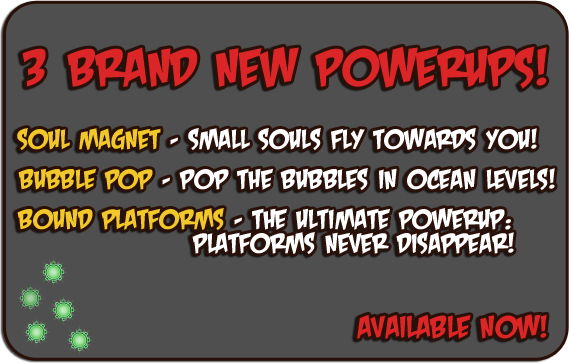 3 BRAND NEW POWERUPS!
SOUL MAGNET - SMALL SOULS FLY TOWARDS YOU!
BUBBLE POP - POP THE BUBBLES IN OCEAN LEVELS!
BOUND PLATFORMS - THE ULTIMATE POWERUP:
PLATFORMS NEVER DISAPPEAR!
AVAILABLE NOW!